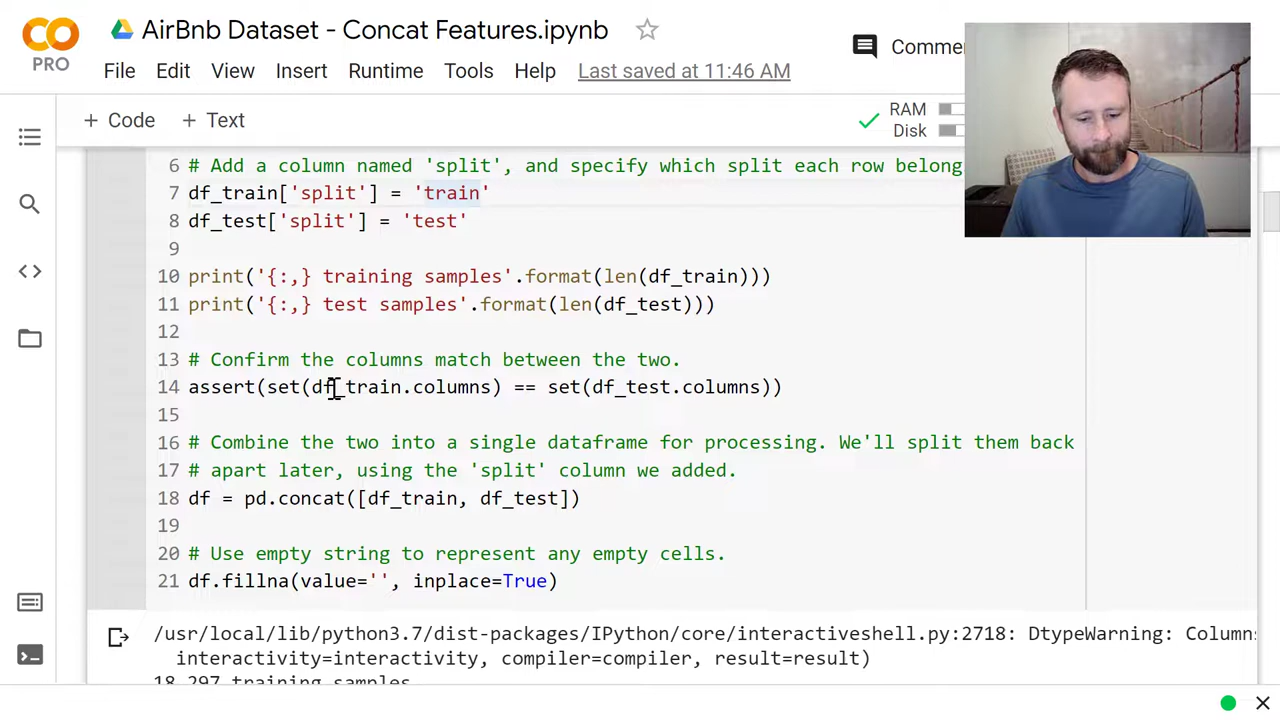 AirBnb Dataset - Concat Features.ipynb
PRO
File Edit View Insert Runtime Tools Help Last saved at 11:46 AM
Comme
+ Code + Text
RAM
Disk
6 # Add a column named 'split', and specify which split each row belong
7 df_train['split'] = 'train'
8 df_test['split'] = 'test'
9
10 print('{:,} training samples'.format(len(df_train)))
11 print('{:,} test samples'.format(len(df_test)))
12
13 # Confirm the columns match between the two.
14 assert(set(df_train.columns) == set(df_test.columns))
15
16 # Combine the two into a single dataframe for processing. We'll split them back
17 # apart later, using the 'split' column we added.
18 df = pd.concat([df_train, df_test])
19
20 # Use empty string to represent any empty cells.
21 df.fillna(value='', inplace=True)
/usr/local/lib/python3.7/dist-packages/IPython/core/interactiveshell.py:2718: DtypeWarning: Column
interactivity=interactivity, compiler=compiler, result=result)
18,297 training samples